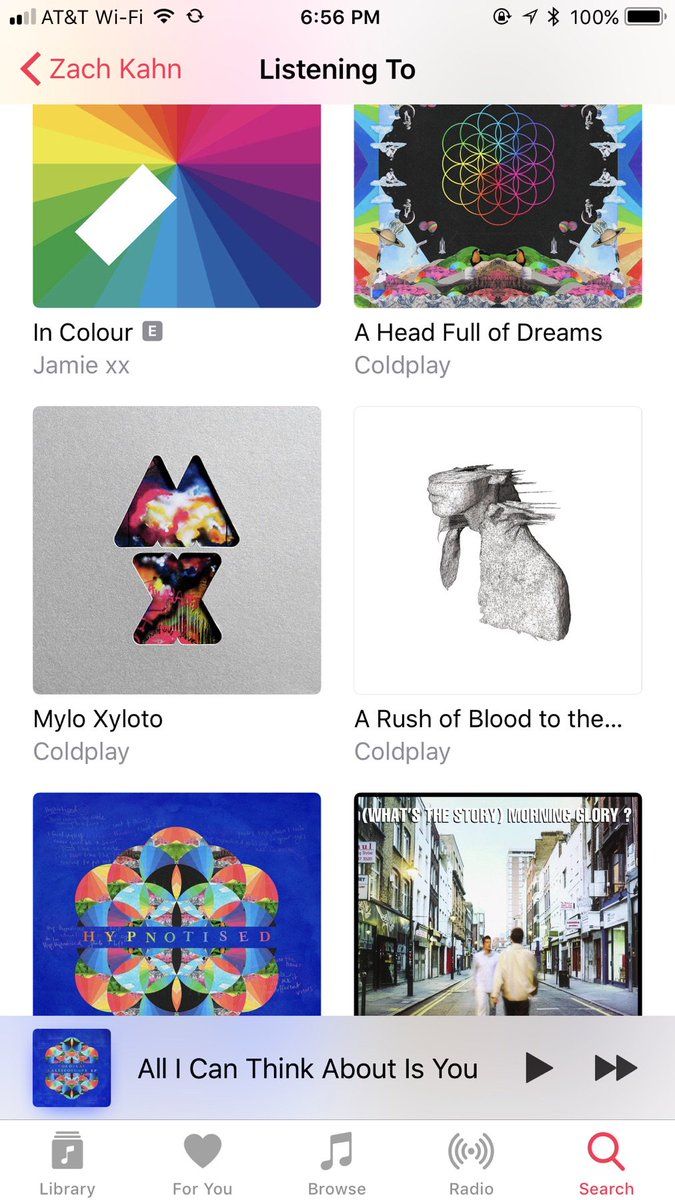 AT&T Wi-Fi 6:56 PM 100%
Zach Kahn Listening To
In Colour E A Head Full of Dreams
Jamie xx Coldplay
Mylo Xyloto A Rush of Blood to the...
Coldplay Coldplay
(WHAT'S THE STORY) MORNING GLORY ?
HYPNOTISED
All I Can Think About Is You
Library For You Browse Radio Search